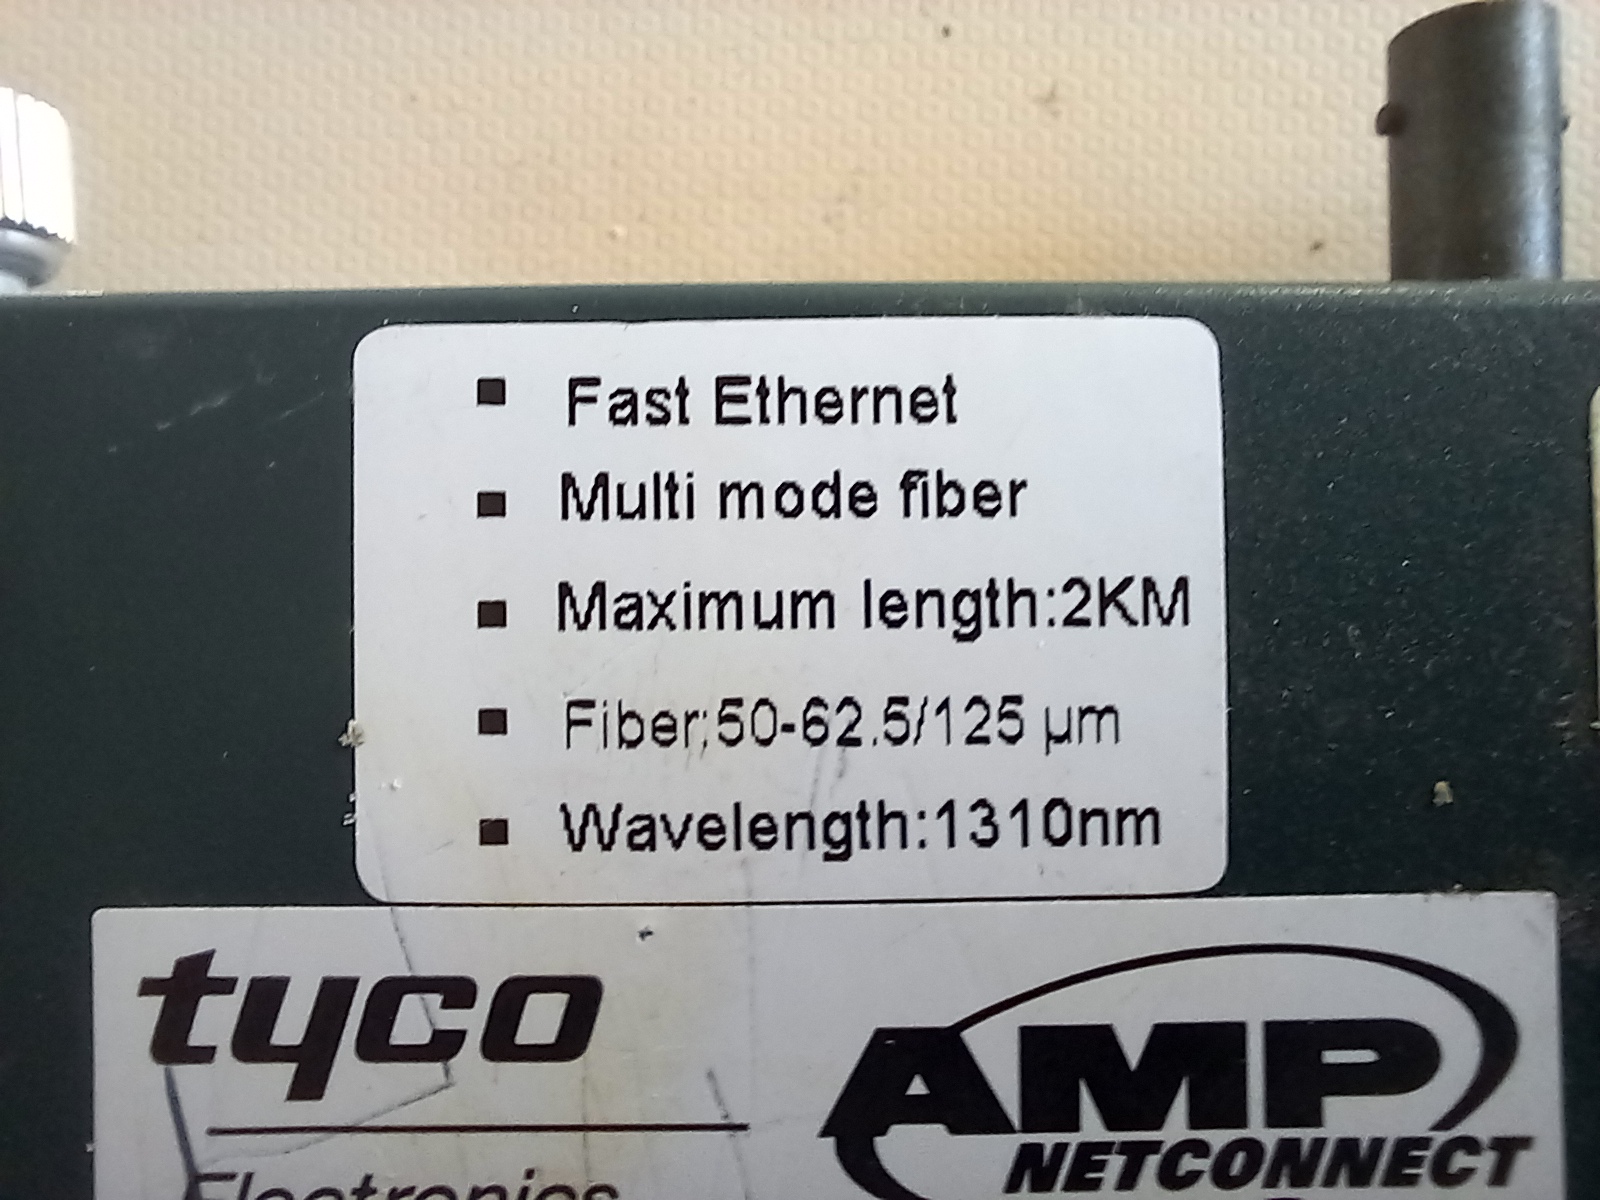 ▪ Fast Ethernet
▪ Multi mode fiber
▪ Maximum length:2KM
▪ Fiber:50-62.5/125 µm
▪ Wavelength:1310nm
tyco
Electronics
AMP
NETCONNECT